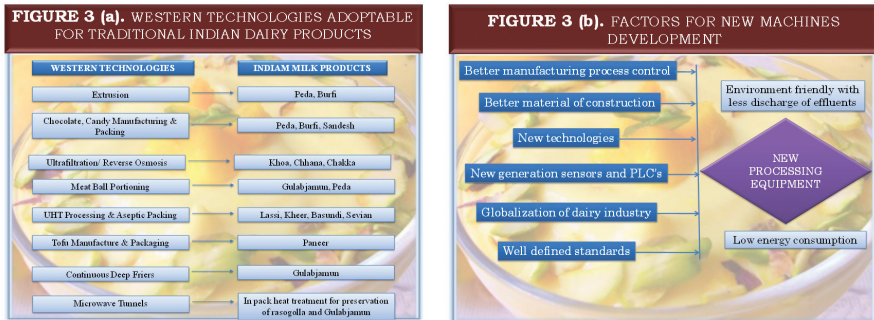 FIGURE 3 (a). WESTERN TECHNOLOGIES ADOPTABLE
FOR TRADITIONAL INDIAN DAIRY PRODUCTS
WESTERN TECHNOLOGIES
INDIAM MILK PRODUCTS
Extrusion
Peda, Burfi
Chocolate, Candy Manufacturing &
Packing
Peda, Burfi, Sandesh
Ultrafiltration/ Reverse Osmosis
Khoa, Chhana, Chakka
Meat Ball Portioning
Gulabjamun, Peda
UHT Processing & Aseptic Packing
Lassi, Kheer, Basundi, Sevian
Tofu Manufacture & Packaging
Paneer
Continuous Deep Friers
Gulabjamun
Microwave Tunnels
In pack heat treatment for preservation
of rasogolla and Gulabjamun
FIGURE 3 (b). FACTORS FOR NEW MACHINES
DEVELOPMENT
Better manufacturing process control
Better material of construction
New technologies
New generation sensors and PLC's
Globalization of dairy industry
Well defined standards
Environment friendly with
less discharge of effluents
NEW
PROCESSING
EQUIPMENT
Low energy consumption